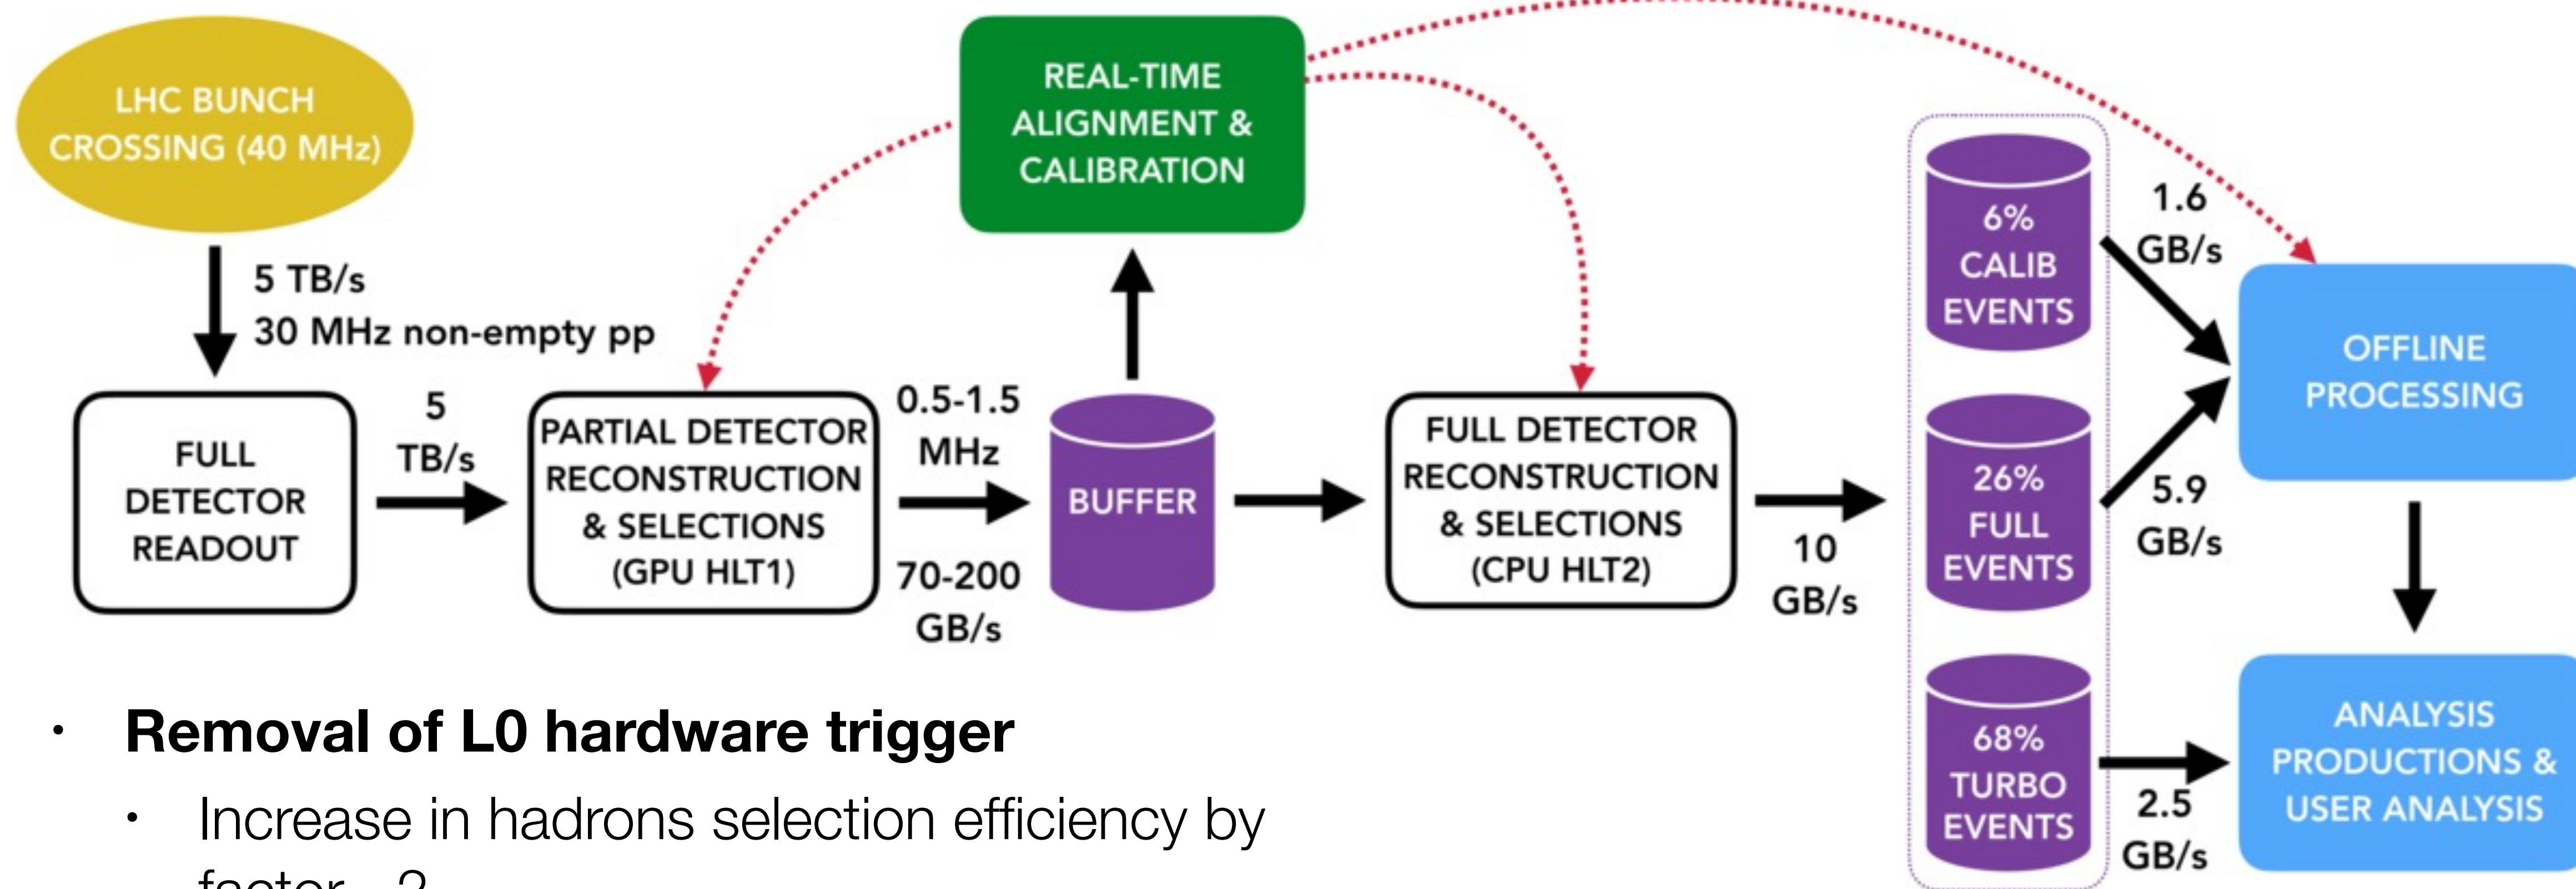 LHC BUNCH
CROSSING (40 MHz)
5 TB/s
30 MHz non-empty pp
FULL
DETECTOR
READOUT
5
TB/s
PARTIAL DETECTOR
RECONSTRUCTION
& SELECTIONS
(GPU HLT1)
0.5-1.5
MHz
70-200
GB/s
REAL-TIME
ALIGNMENT &
CALIBRATION
BUFFER
FULL DETECTOR
RECONSTRUCTION
& SELECTIONS
(CPU HLT2)
10
GB/s
6%
CALIB
EVENTS
1.6
GB/s
26%
FULL
EVENTS
5.9
GB/s
68%
TURBO
EVENTS
2.5
GB/s
OFFLINE
PROCESSING
ANALYSIS
PRODUCTIONS &
USER ANALYSIS
• Removal of L0 hardware trigger
• Increase in hadrons selection efficiency by
factor 2